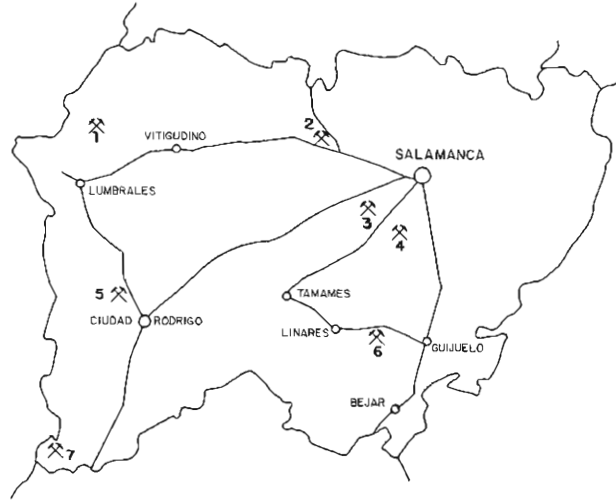 1
VITIGUDINO
2
SALAMANCA
LUMBRALES
3
4
5
TAMAMES
CIUDAD RODRIGO
LINARES
6
GUIJUELO
BEJAR
7